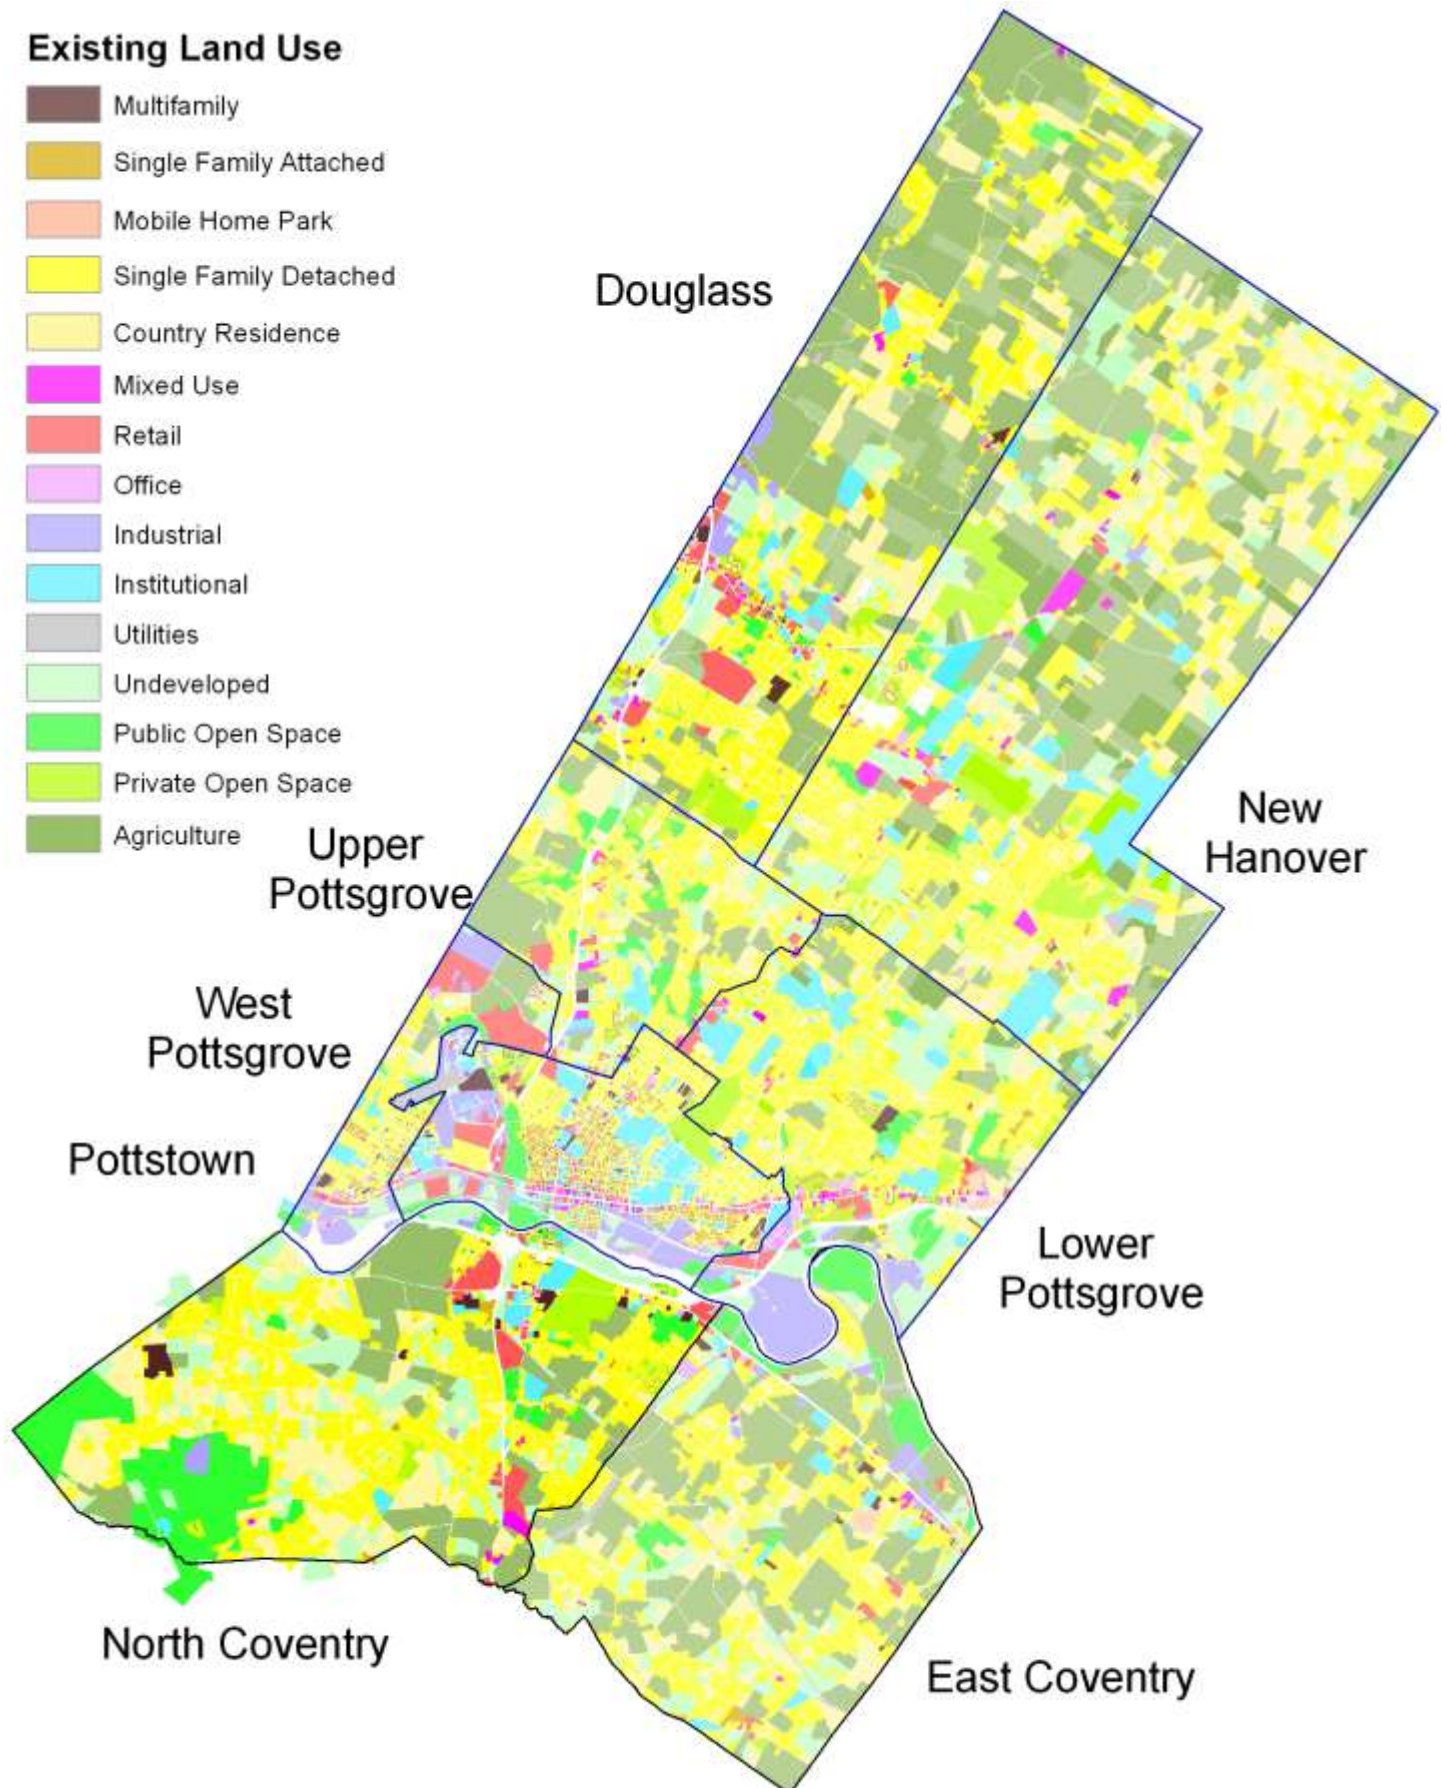 Existing Land Use
Multifamily
Single Family Attached
Mobile Home Park
Single Family Detached
Country Residence
Mixed Use
Retail
Office
Industrial
Institutional
Utilities
Undeveloped
Public Open Space
Private Open Space
Agriculture
Douglass
New
Hanover
Upper
Pottsgrove
West
Pottsgrove
Pottstown
Lower
Pottsgrove
North Coventry
East Coventry